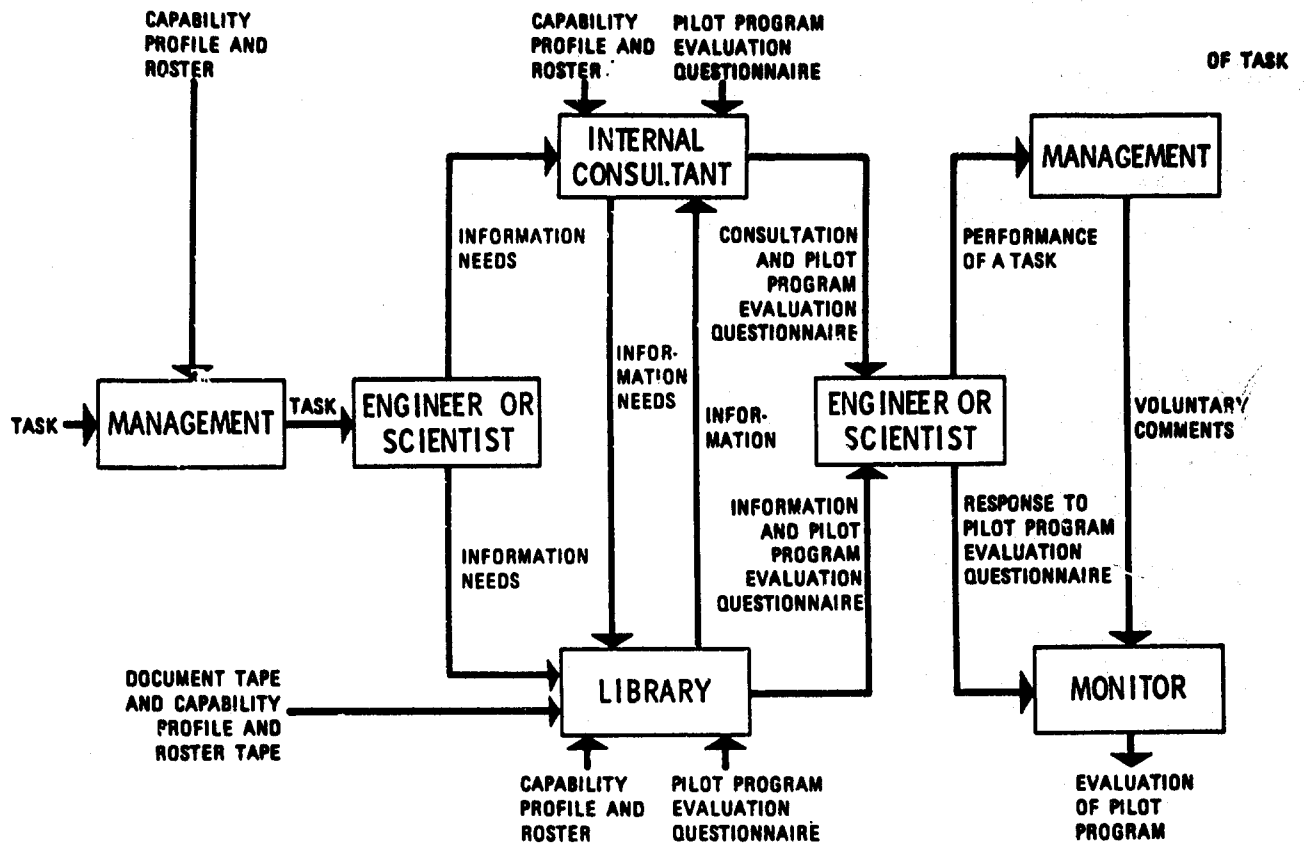 CAPABILITY
PROFILE AND
ROSTER
CAPABILITY
PROFILE AND
ROSTER
PILOT PROGRAM
EVALUATION
QUESTIONNAIRE
OF TASK
INTERNAL
CONSULTANT
MANAGEMENT
INFORMATION
NEEDS
CONSULTATION
AND PILOT
PROGRAM
EVALUATION
QUESTIONNAIRE
PERFORMANCE
OF A TASK
INFOR-
MATION
NEEDS
TASK
MANAGEMENT
TASK
ENGINEER OR
SCIENTIST
INFOR-
MATION
ENGINEER OR
SCIENTIST
VOLUNTARY
COMMENTS
INFORMATION
NEEDS
INFORMATION
AND PILOT
PROGRAM
EVALUATION
QUESTIONNAIRE
RESPONSE TO
PILOT PROGRAM
EVALUATION
QUESTIONNAIRE
DOCUMENT TAPE
AND CAPABILITY
PROFILE AND
ROSTER TAPE
LIBRARY
MONITOR
CAPABILITY
PROFILE AND
ROSTER
PILOT PROGRAM
EVALUATION
QUESTIONNAIRE
EVALUATION
OF PILOT
PROGRAM